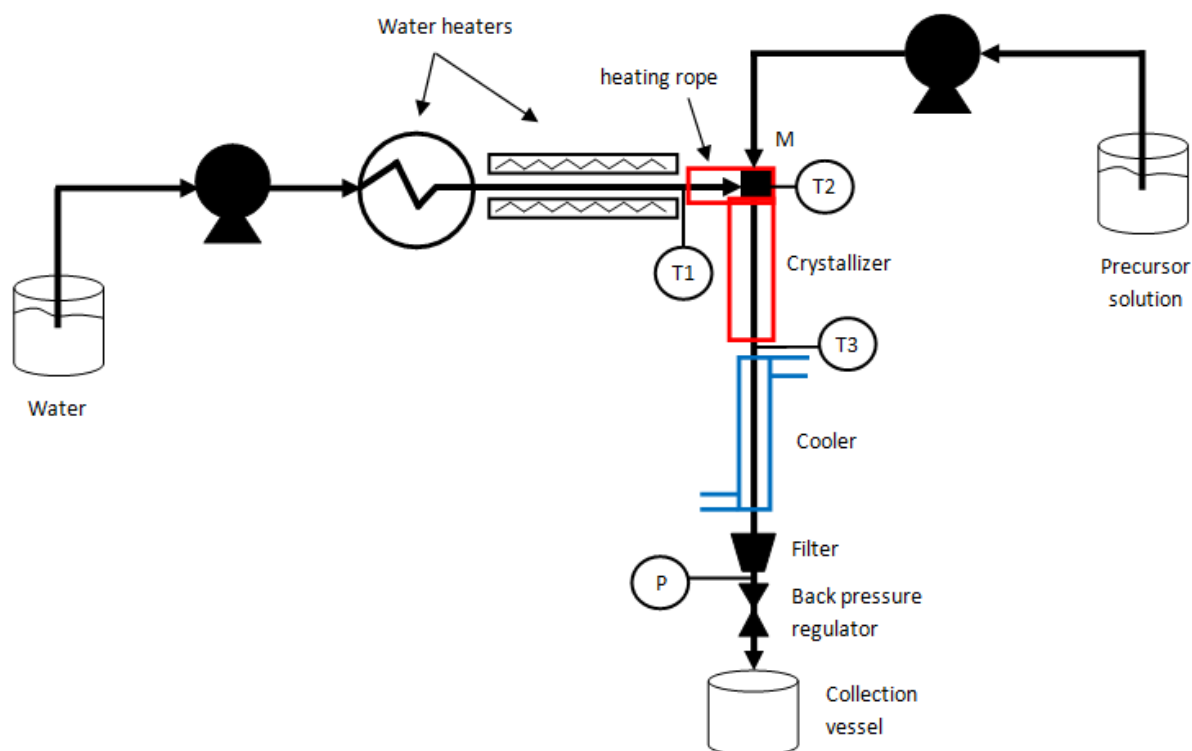 Water heaters
heating rope
M
T2
T1
Crystallizer
Precursor
solution
T3
Water
Cooler
Filter
P
Back pressure
regulator
Collection
vessel